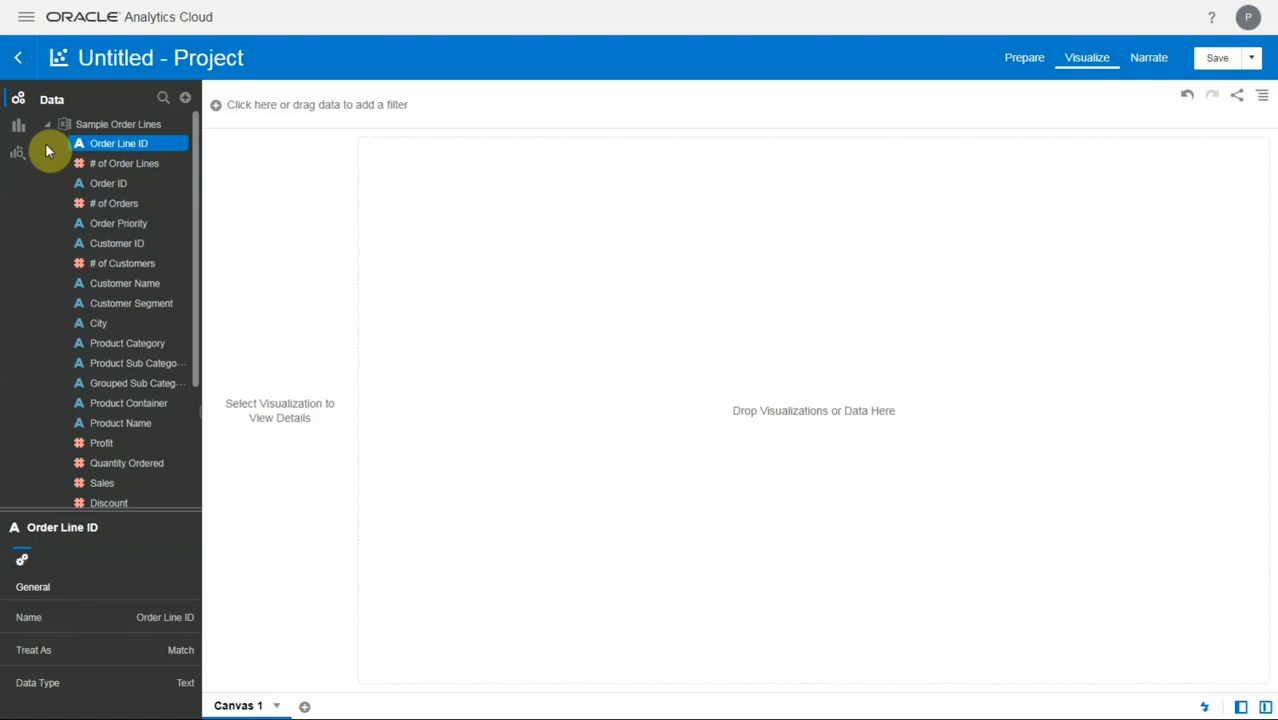 ORACLE Analytics Cloud
?
P
Untitled - Project
Prepare
Visualize
Narrate
Save
Data
Click here or drag data to add a filter
Sample Order Lines
A Order Line ID
# of Order Lines
A Order ID
# of Orders
A Order Priority
A Customer ID
# of Customers
A Customer Name
A Customer Segment
A City
A Product Category
A Product Sub Catego...
A Grouped Sub Categ...
A Product Container
A Product Name
Profit
Quantity Ordered
Sales
Discount
Select Visualization to
View Details
Drop Visualizations or Data Here
A Order Line ID
General
Name Order Line ID
Treat As Match
Data Type Text
Canvas 1